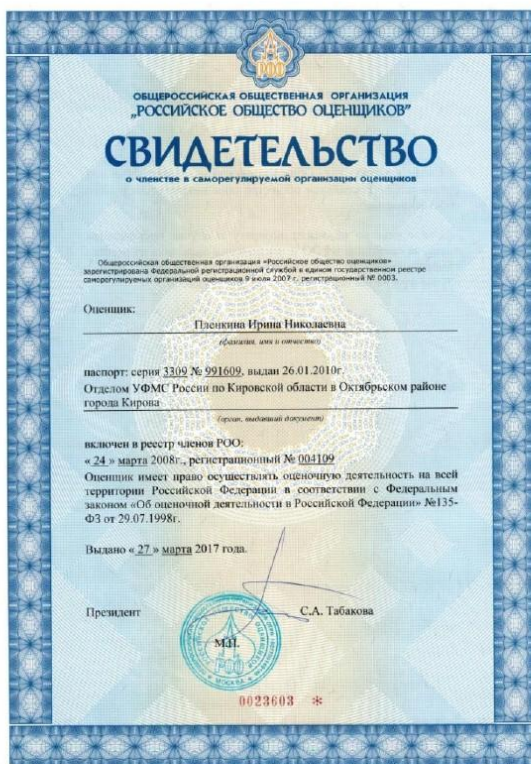 РОО
ОБЩЕРОССИЙСКАЯ ОБЩЕСТВЕННАЯ ОРГАНИЗАЦИЯ
„РОССИЙСКОЕ ОБЩЕСТВО ОЦЕНЩИКОВ”
СВИДЕТЕЛЬСТВО
о членстве в саморегулируемой организации оценщиков
Общероссийская общественная организация «Российское общество оценщиков»
зарегистрирована Федеральной регистрационной службой в едином государственном реестре
саморегулируемых организаций оценщиков 9 июля 2007 г., регистрационный № 0003.
Оценщик:
Пленкина Ирина Николаевна
(фамилия, имя и отчество)
паспорт: серия 3309 № 991609, выдан 26.01.2010г.
Отделом УФМС России по Кировской области в Октябрьском районе
города Кирова
(орган, выдавший документ)
включен в реестр членов РОО:
« 24 » марта 2008г., регистрационный № 004109
Оценщик имеет право осуществлять оценочную деятельность на всей
территории Российской Федерации в соответствии с Федеральным
законом «Об оценочной деятельности в Российской Федерации» №135-
ФЗ от 29.07.1998г.
Выдано « 27 » марта 2017 года.
Президент С.А. Табакова
М.П.
0023603 *